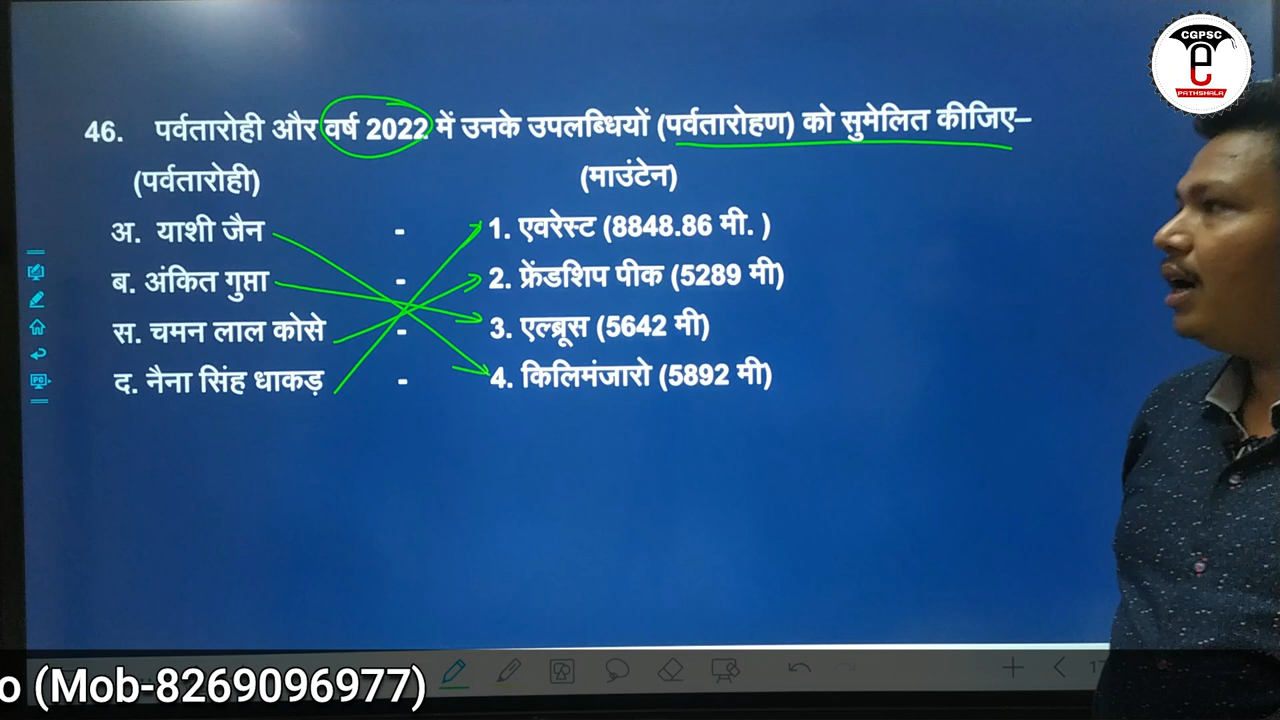 CGPSC
e
PATHSHALA
46. पर्वतारोही और वर्ष 2022 में उनके उपलब्धियों (पर्वतारोहण) को सुमेलित कीजिए–
(पर्वतारोही) (माउंटेन)
अ. याशी जैन - 1. एवरेस्ट (8848.86 मी. )
ब. अंकित गुप्ता - 2. फ्रेंडशिप पीक (5289 मी)
स. चमन लाल कोसे - 3. एल्ब्रूस (5642 मी)
द. नैना सिंह धाकड़ - 4. किलिमंजारो (5892 मी)
o (Mob-8269096977)